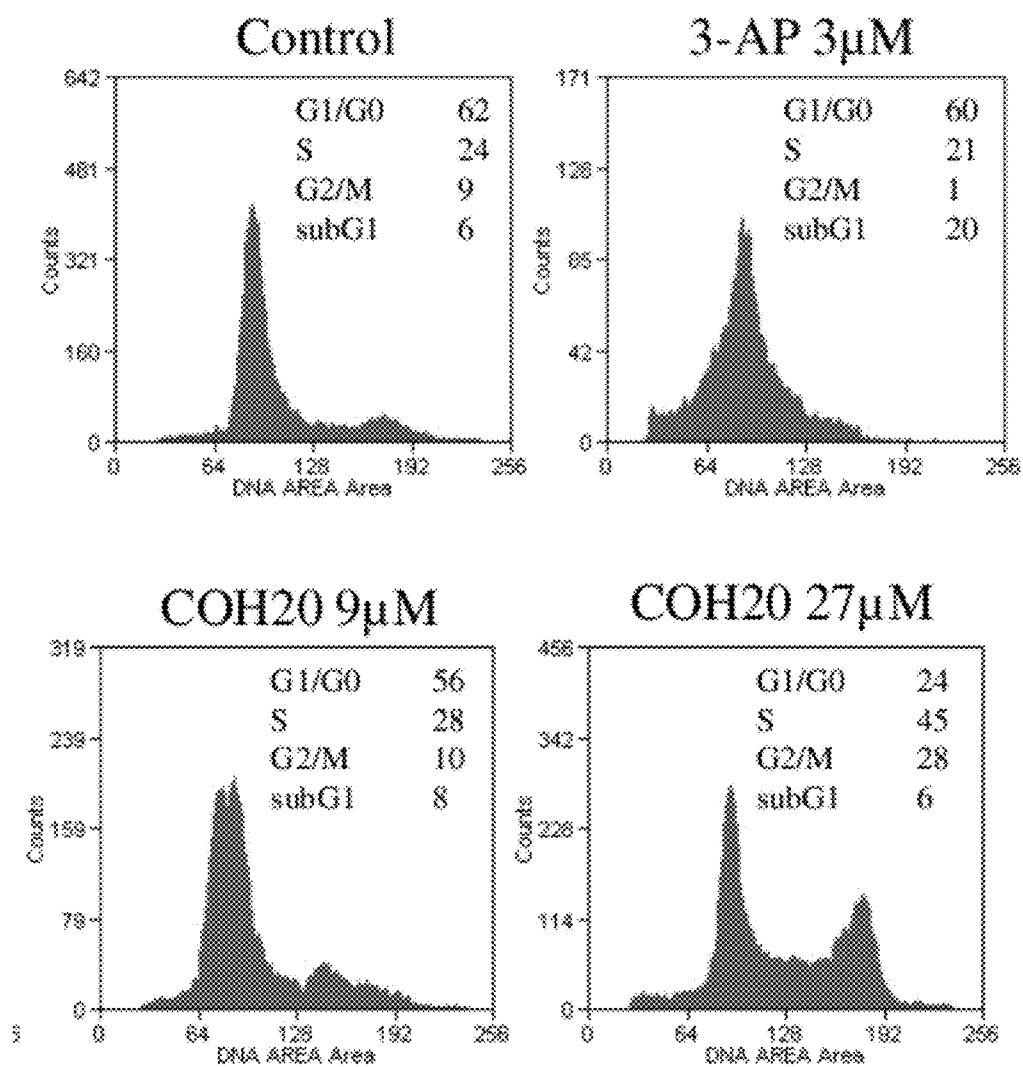 Control
642
481
321
160
0
Counts
G1/G0 62
S 24
G2/M 9
subG1 6
0 64 128 192 256
DNA AREA Area
3-AP 3μM
171
128
85
42
0
Counts
G1/G0 60
S 21
G2/M 1
subG1 20
0 64 128 192 256
DNA AREA Area
COH20 9μM
319
239
159
79
0
Counts
G1/G0 56
S 28
G2/M 10
subG1 8
0 64 128 192 256
DNA AREA Area
COH20 27μM
456
342
228
114
0
Counts
G1/G0 24
S 45
G2/M 28
subG1 6
0 64 128 192 256
DNA AREA Area